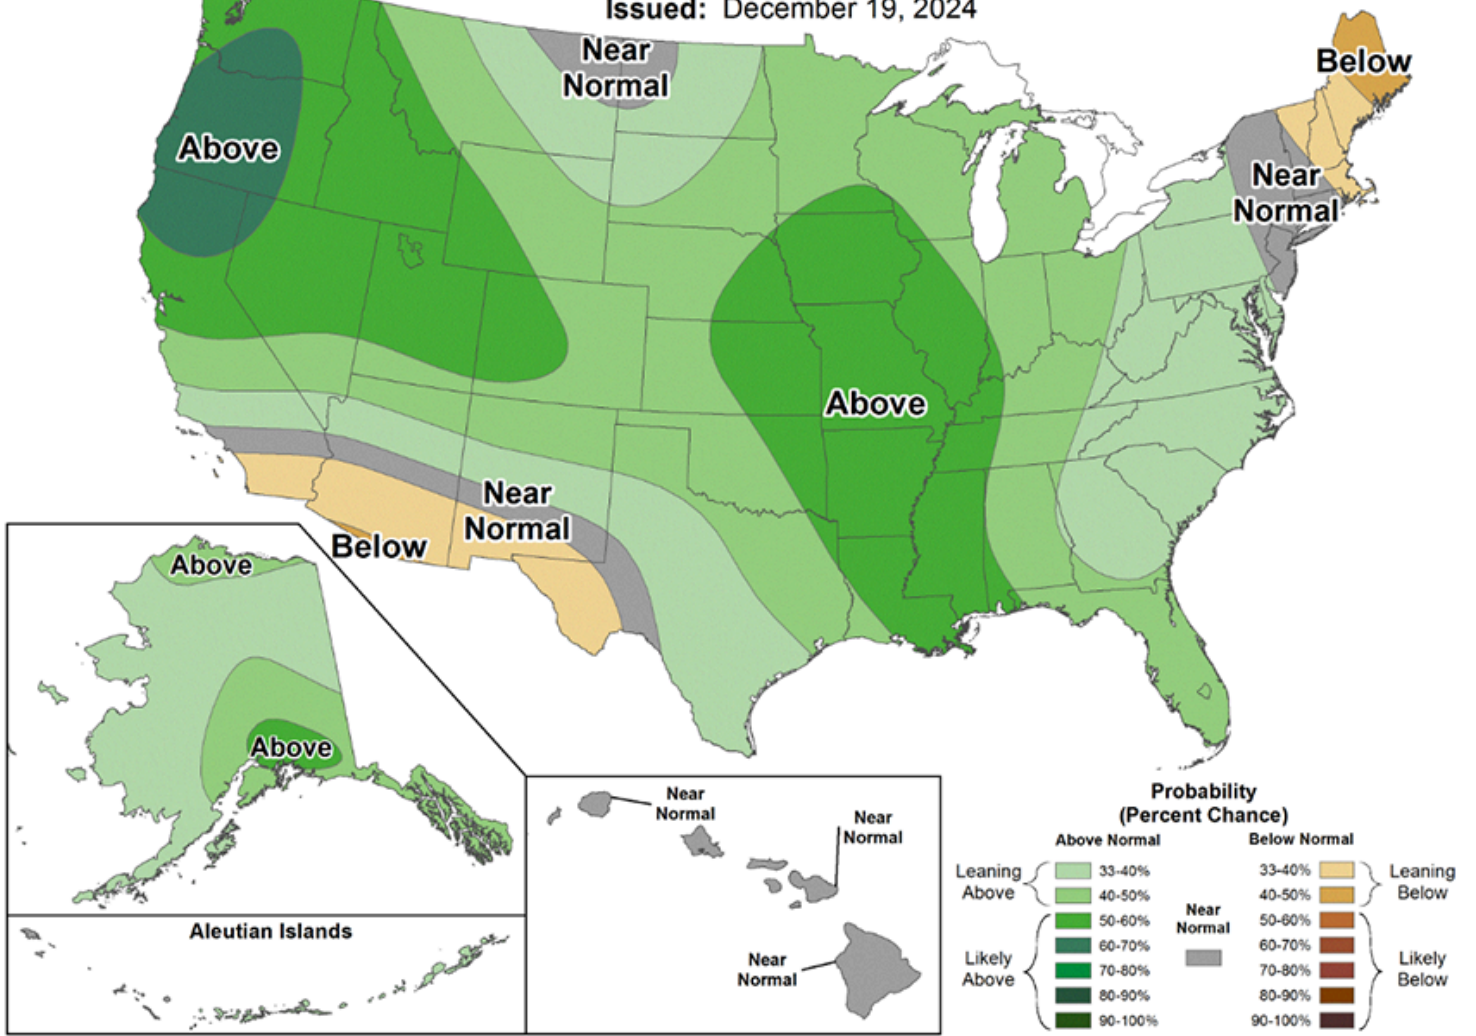 Issued: December 19, 2024
Near
Normal
Below
Above
Near
Normal
Above
Near
Normal
Below
Above
Above
Near
Normal
Near
Normal
Near
Normal
Aleutian Islands
Probability
(Percent Chance)
Above Normal
Below Normal
Leaning
Above
33-40%
40-50%
50-60%
60-70%
70-80%
80-90%
90-100%
Likely
Above
Near
Normal
33-40%
40-50%
50-60%
60-70%
70-80%
80-90%
90-100%
Leaning
Below
Likely
Below